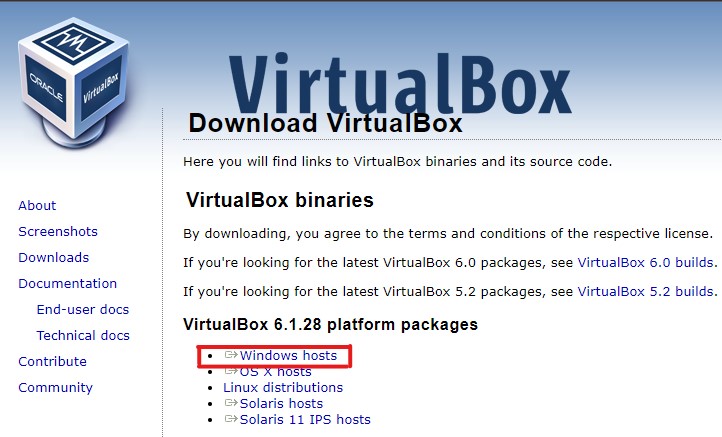 ORACLE
VirtualBox
VirtualBox
Download VirtualBox
Here you will find links to VirtualBox binaries and its source code.
VirtualBox binaries
By downloading, you agree to the terms and conditions of the respective license.
If you're looking for the latest VirtualBox 6.0 packages, see VirtualBox 6.0 builds.
If you're looking for the latest VirtualBox 5.2 packages, see VirtualBox 5.2 builds.
VirtualBox 6.1.28 platform packages
Windows hosts
OS X hosts
Linux distributions
Solaris hosts
Solaris 11 IPS hosts
About
Screenshots
Downloads
Documentation
End-user docs
Technical docs
Contribute
Community